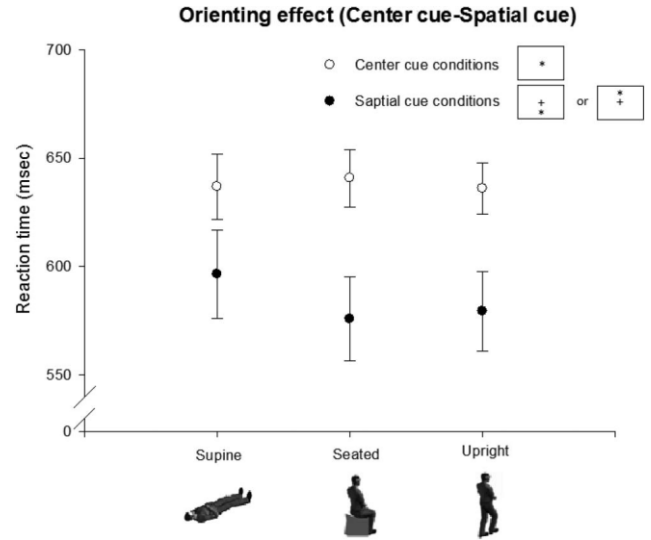 Orienting effect (Center cue-Spatial cue)
700
Center cue conditions *
Saptial cue conditions + * or * +
650
600
550
0
Reaction time (msec)
Supine Seated Upright